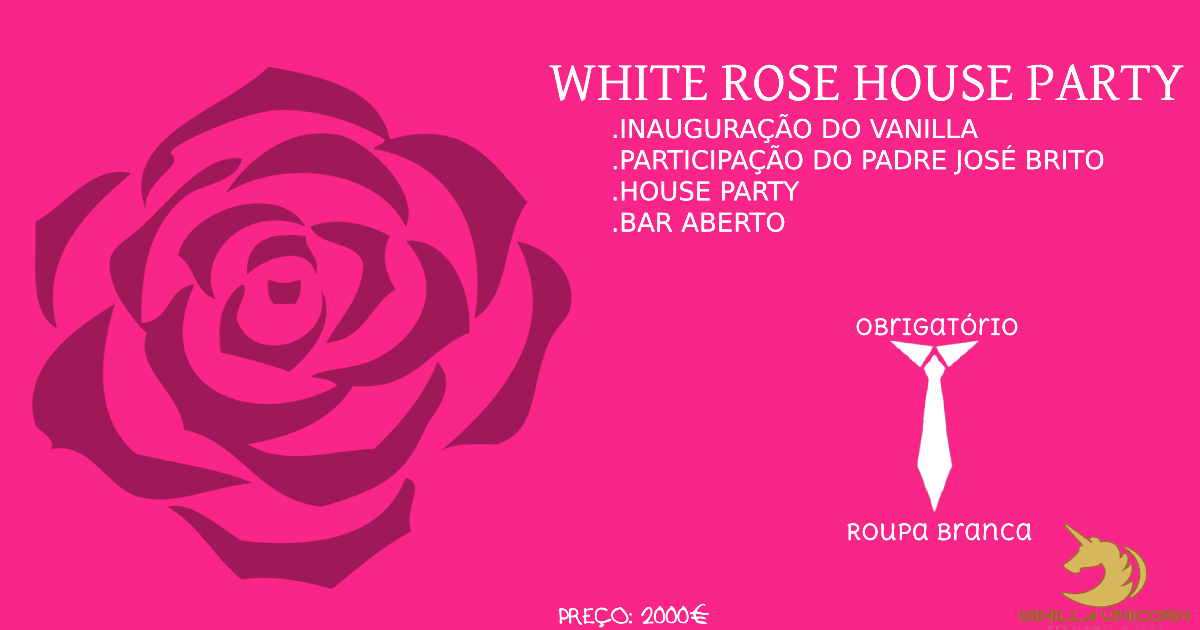 WHITE ROSE HOUSE PARTY
.INAUGURAÇÃO DO VANILLA
.PARTICIPAÇÃO DO PADRE JOSÉ BRITO
.HOUSE PARTY
.BAR ABERTO
OBRIGATÓRIO
ROUPA BRANCA
PREÇO: 2000€
VANILLA UNICORN